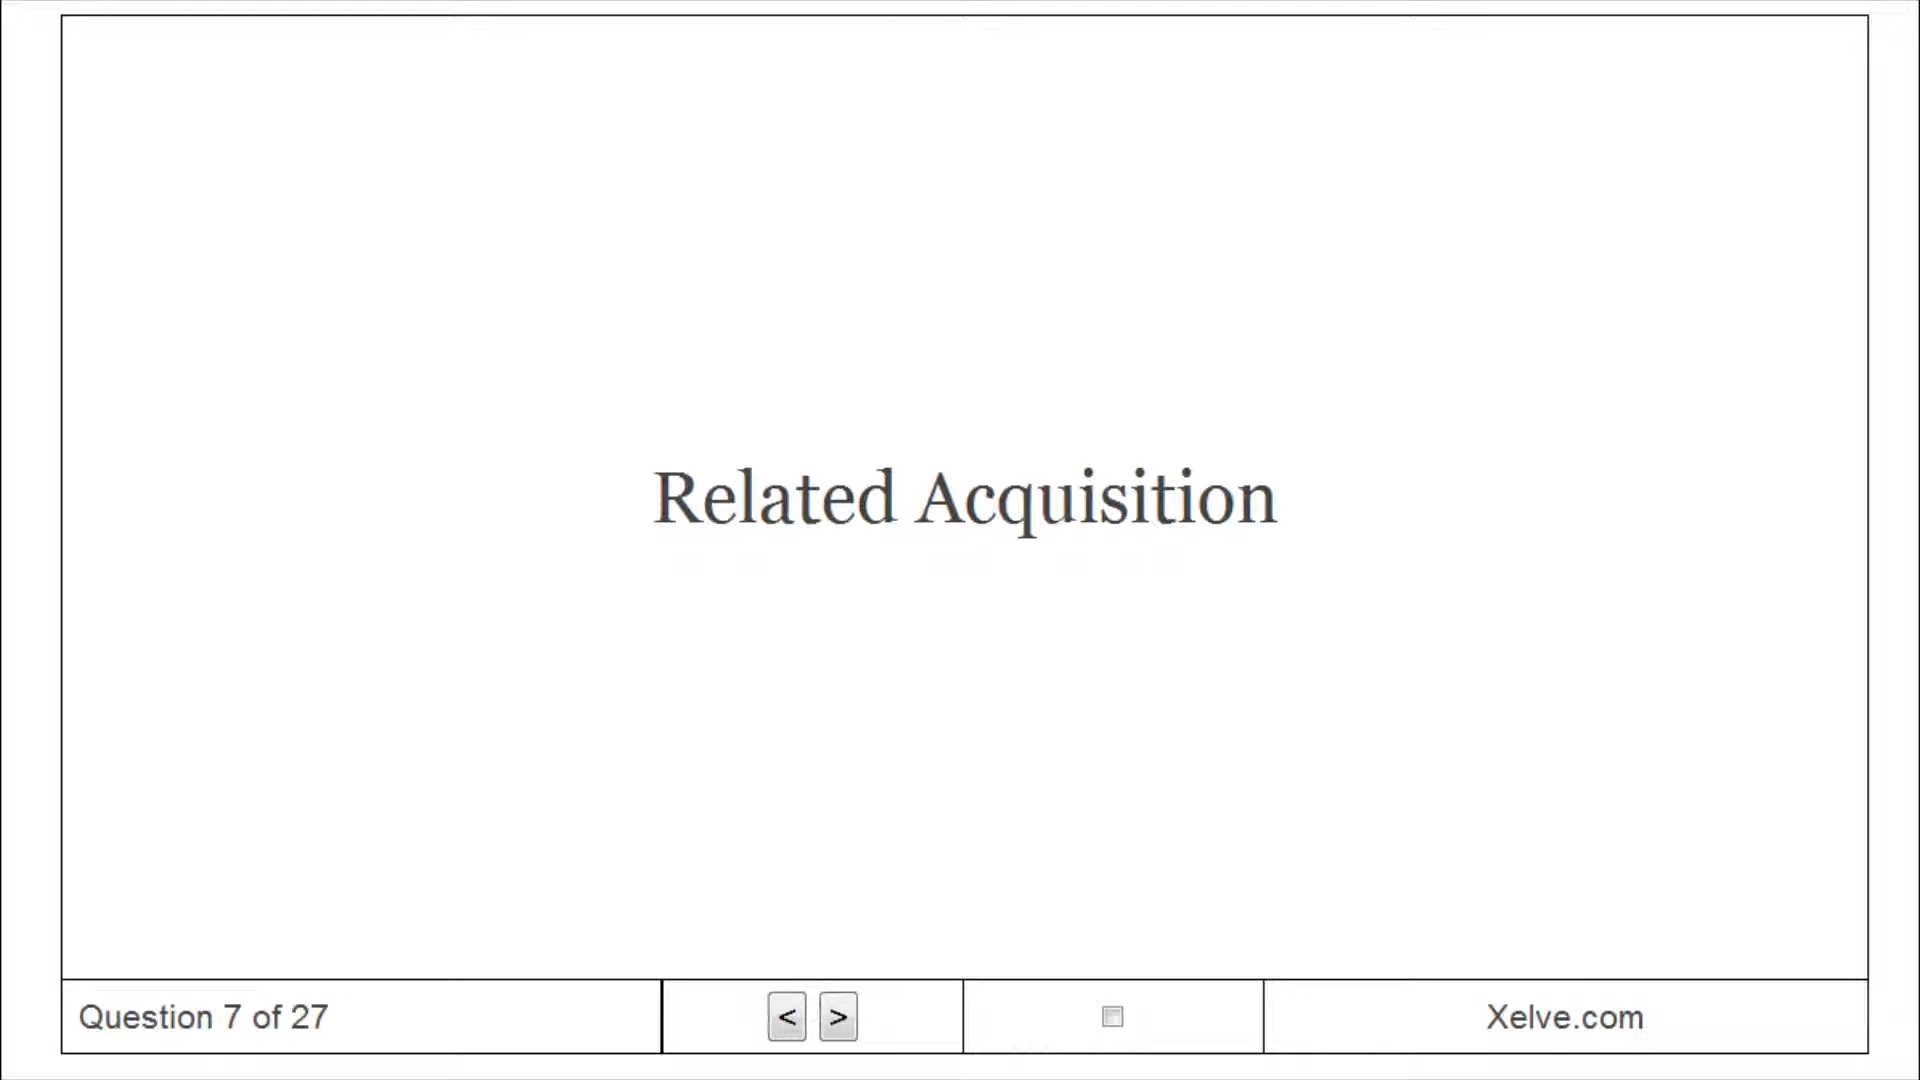 Related Acquisition
Question 7 of 27
< >
Xelve.com